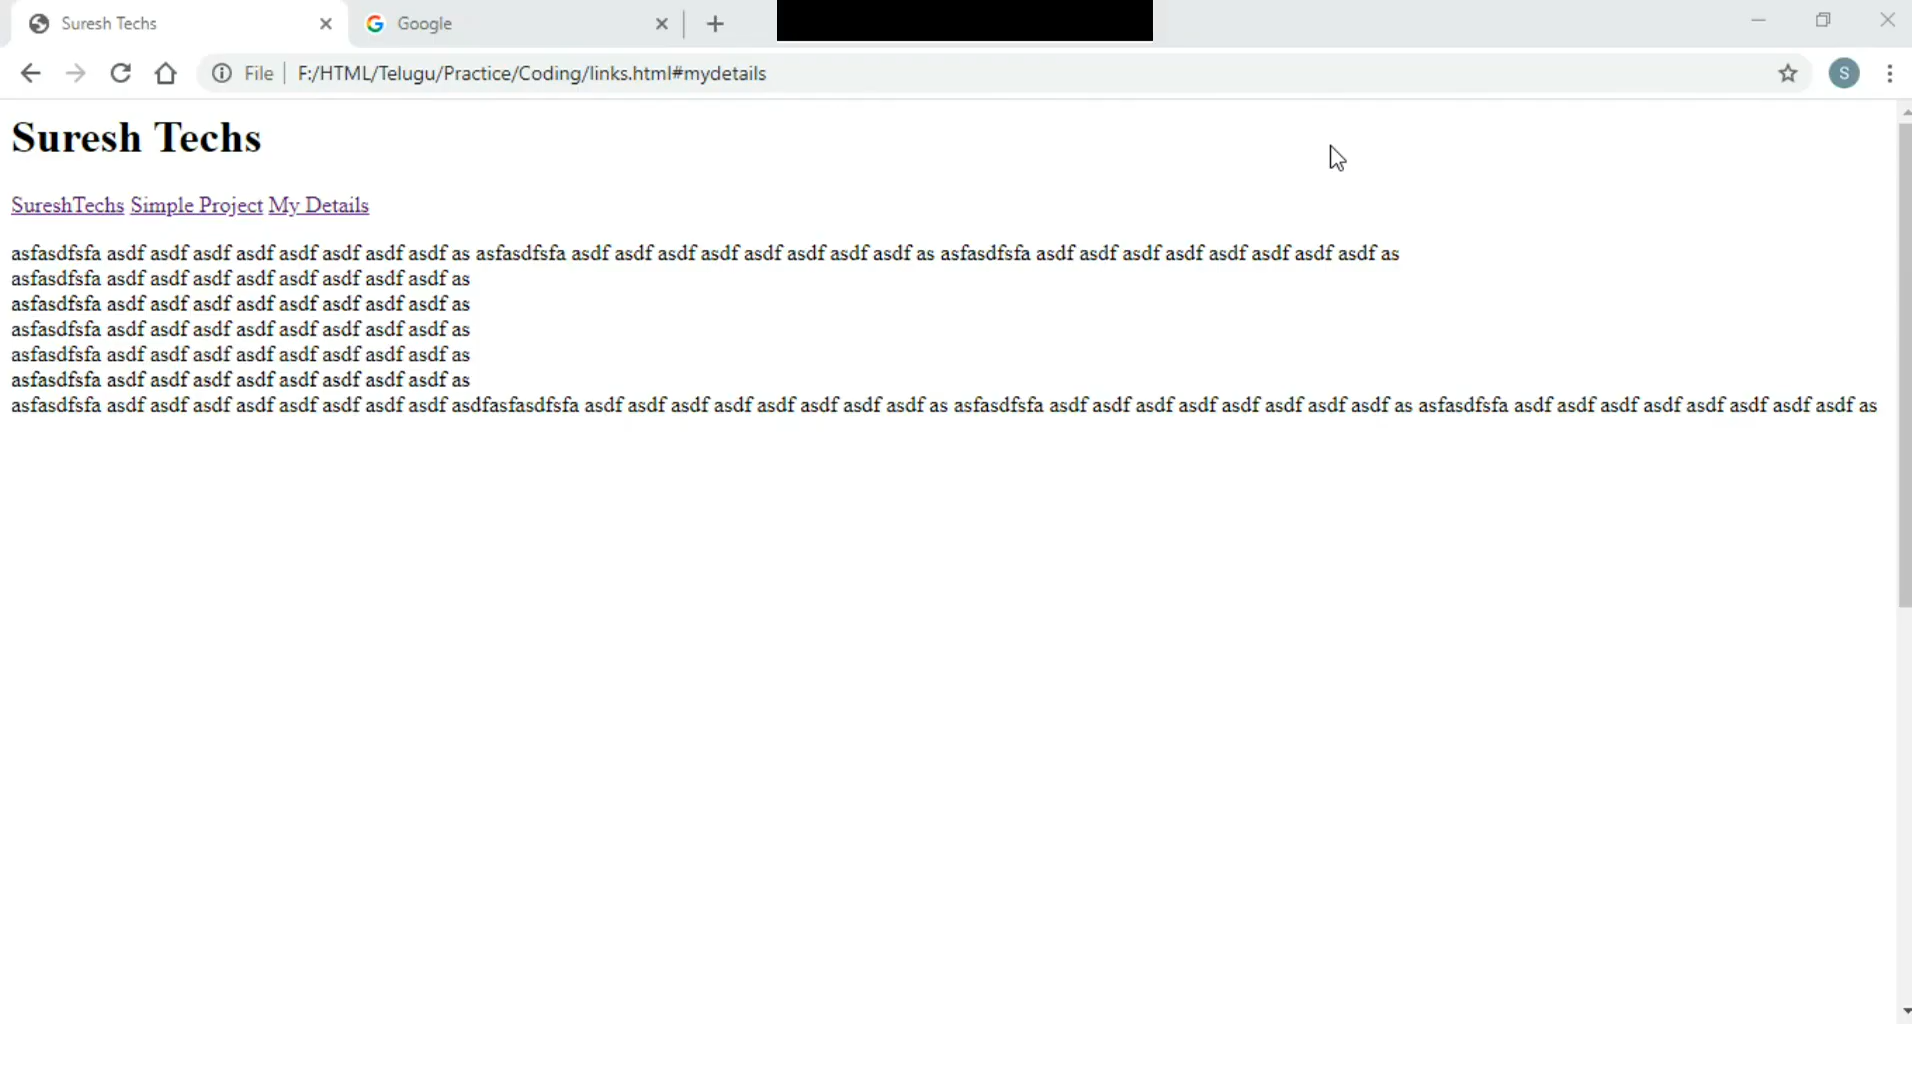 Suresh Techs
Google
File
F:/HTML/Telugu/Practice/Coding/links.html#mydetails
S
Suresh Techs
SureshTechs Simple Project My Details
asfasdfsfa asdf asdf asdf asdf asdf asdf asdf asdf as asfasdfsfa asdf asdf asdf asdf asdf asdf asdf asdf as asfasdfsfa asdf asdf asdf asdf asdf asdf asdf asdf as
asfasdfsfa asdf asdf asdf asdf asdf asdf asdf asdf as
asfasdfsfa asdf asdf asdf asdf asdf asdf asdf asdf as
asfasdfsfa asdf asdf asdf asdf asdf asdf asdf asdf as
asfasdfsfa asdf asdf asdf asdf asdf asdf asdf asdf as
asfasdfsfa asdf asdf asdf asdf asdf asdf asdf asdf as
asfasdfsfa asdf asdf asdf asdf asdf asdf asdf asdf asdfasfasdfsfa asdf asdf asdf asdf asdf asdf asdf asdf as asfasdfsfa asdf asdf asdf asdf asdf asdf asdf asdf as asfasdfsfa asdf asdf asdf asdf asdf asdf asdf asdf as